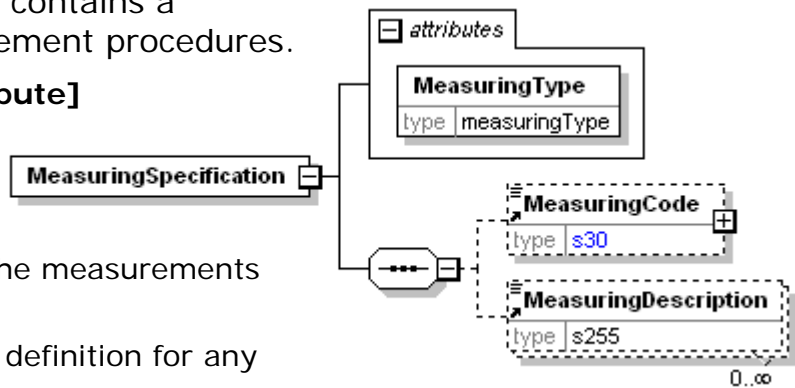 contains a
ement procedures.
bute]
ne measurements
definition for any
attributes
MeasuringType
type measuringType
MeasuringSpecification
MeasuringCode
type s30
MeasuringDescription
type s255
0..∞